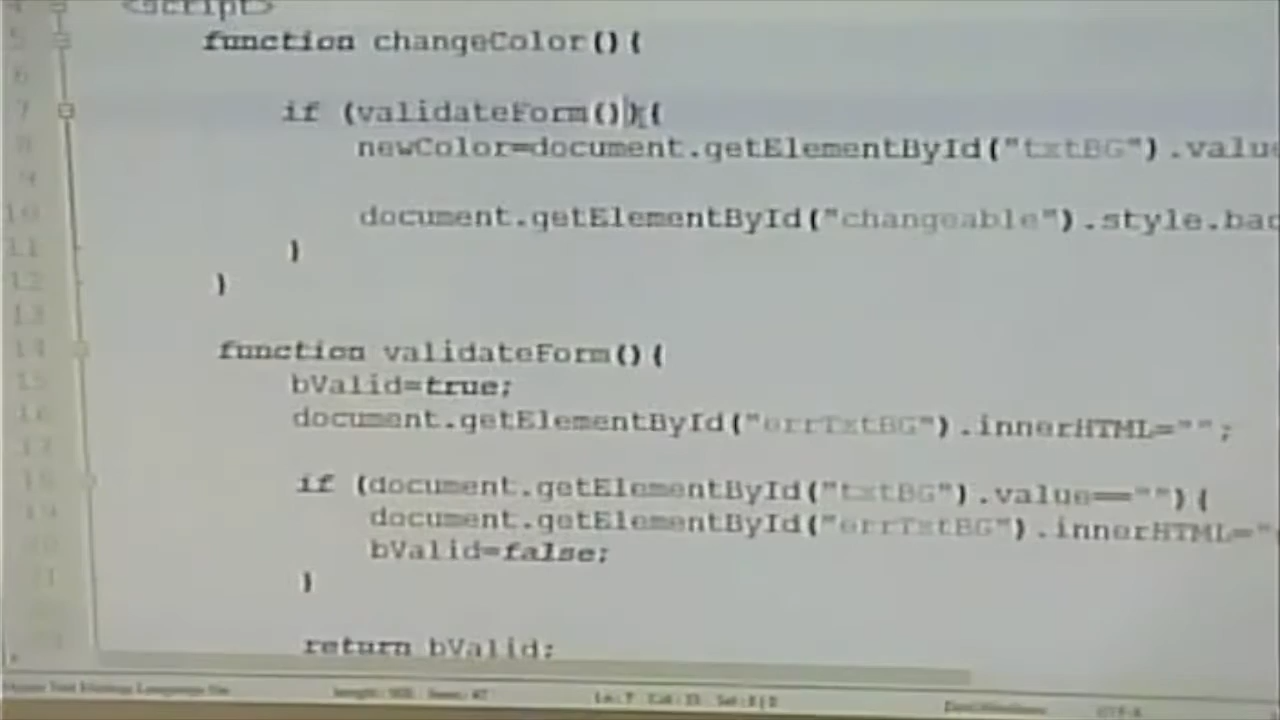 <script>
function changeColor(){
if (validateForm()){
newColor=document.getElementById("txtBG").value
document.getElementById("changeable").style.bac
}
}
function validateForm(){
bValid=true;
document.getElementById("errTxtBG").innerHTML="";
if (document.getElementById("txtBG").value==""){
document.getElementById("errTxtBG").innerHTML="
bValid=false;
}
return bValid;